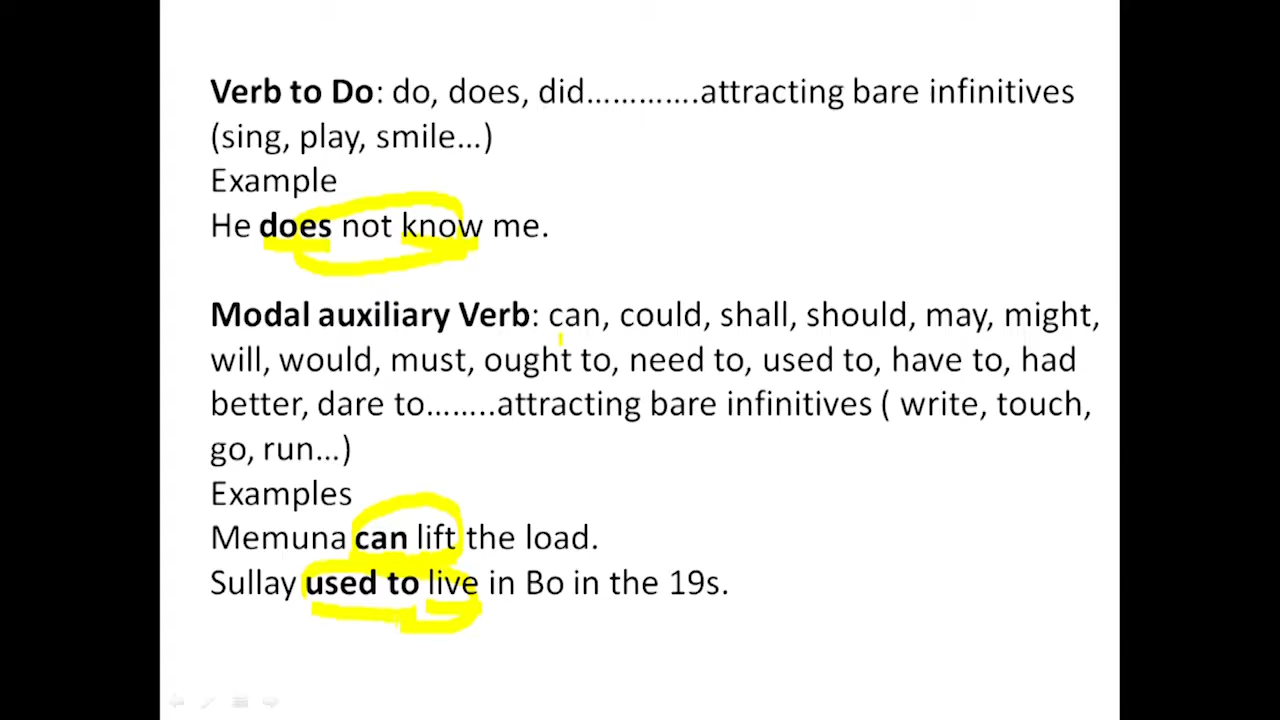 Verb to Do: do, does, did………….attracting bare infinitives
(sing, play, smile…)
Example
He does not know me.
Modal auxiliary Verb: can, could, shall, should, may, might,
will, would, must, ought to, need to, used to, have to, had
better, dare to……..attracting bare infinitives ( write, touch,
go, run…)
Examples
Memuna can lift the load.
Sullay used to live in Bo in the 19s.